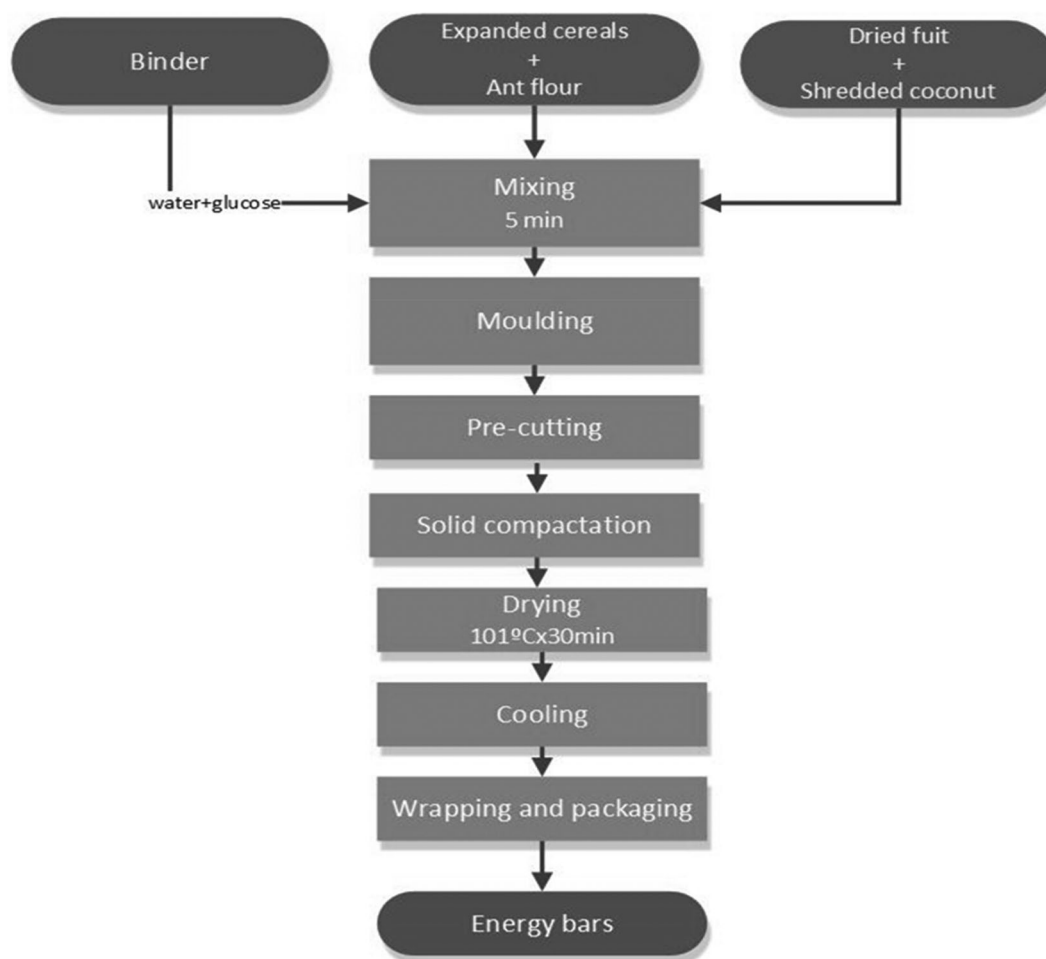 Binder
Expanded cereals
+
Ant flour
Dried fuit
+
Shredded coconut
water+glucose
Mixing
5 min
Moulding
Pre-cutting
Solid compactation
Drying
101ºCx30min
Cooling
Wrapping and packaging
Energy bars